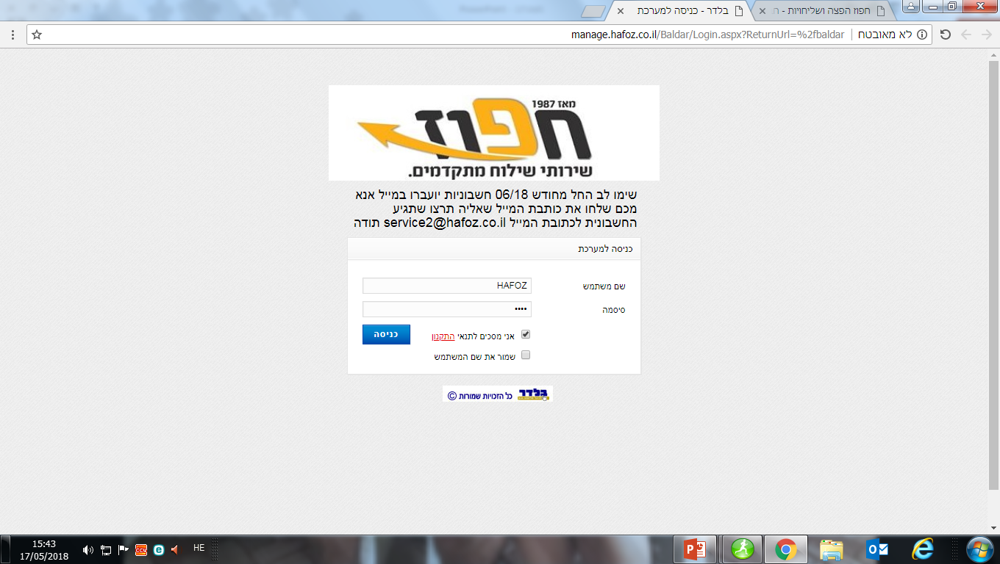 בלדר - כניסה למערכת
חפוז הפצה ושליחויות - ח
לא מאובטח
manage.hafoz.co.il/Baldar/Login.aspx?ReturnUrl=%2fbaldar
מאז 1987
חפוז
שירותי שילוח מתקדמים.
שימו לב החל מחודש 06/18 חשבוניות יועברו במייל אנא
מכם שלחו את כותבת המייל שאליה תרצו שתגיע
החשבונית לכתובת המייל service2@hafoz.co.il תודה
כניסה למערכת
שם משתמש
HAFOZ
סיסמה
••••
אני מסכים לתנאי התקנון
כניסה
שמור את שם המשתמש
בלדר כל הזכויות שמורות ©
HE
15:43
17/05/2018